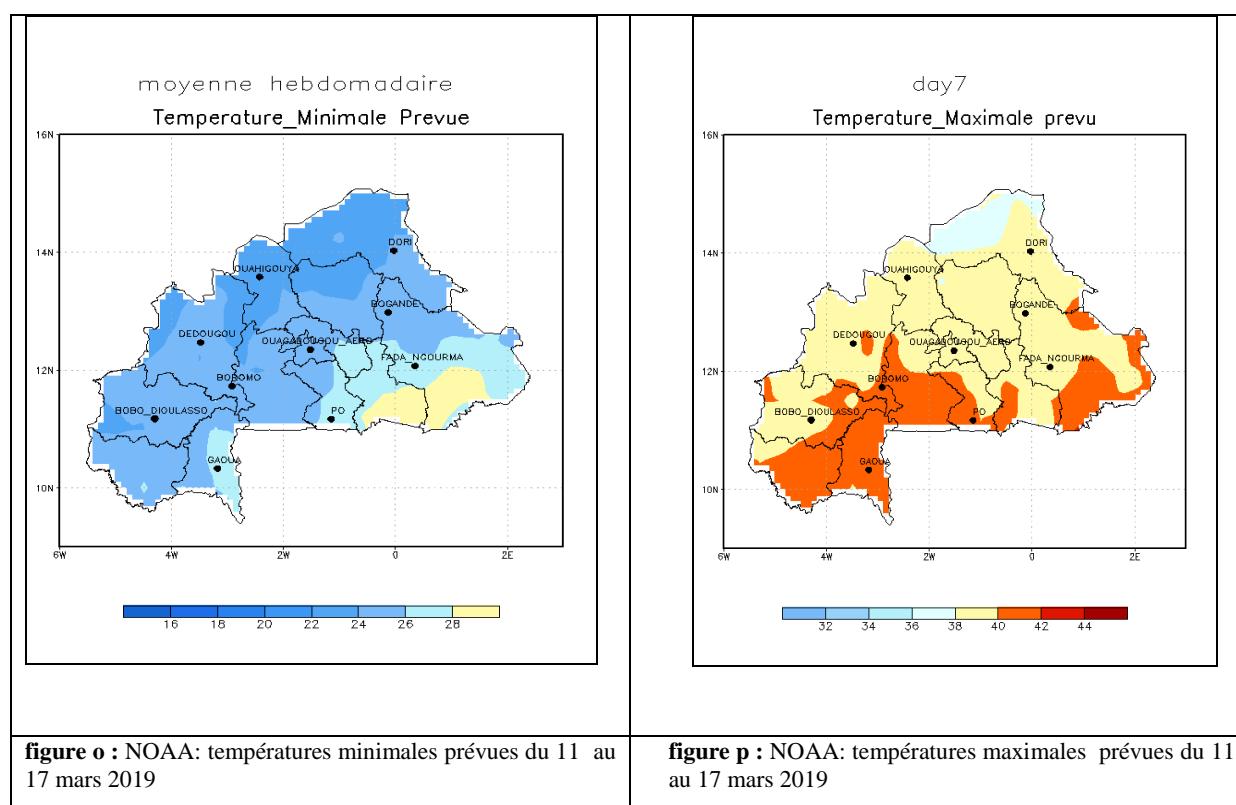 moyenne hebdomadaire
Temperature_Minimale Prevue
16N
14N
12N
10N
6W 4W 2W 0 2E
DORI
OUAHIGOUYA
BOGANDE
DEDOUGOU
OUAGADOUGOU_AERO
FADA_NGOURMA
BOROMO
BOBO_DIOULASSO
PO
GAOUA
16 18 20 22 24 26 28
day7
Temperature_Maximale prevu
16N
14N
12N
10N
6W 4W 2W 0 2E
DORI
OUAHIGOUYA
BOGANDE
DEDOUGOU
OUAGADOUGOU_AERO
FADA_NGOURMA
BOROMO
BOBO_DIOULASSO
PO
GAOUA
32 34 36 38 40 42 44
figure o : NOAA: températures minimales prévues du 11 au
17 mars 2019
figure p : NOAA: températures maximales prévues du 11
au 17 mars 2019